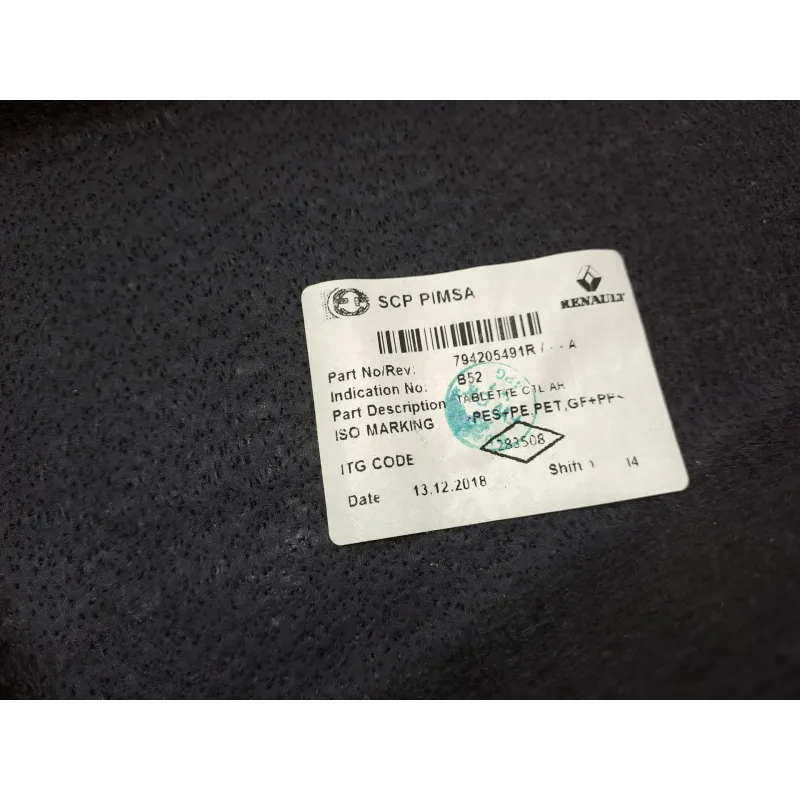 SCP PIMSA
RENAULT
Part No/Rev: 794205491R / - - A
Indication No: B52
Part Description TABLETTE CTL AR
ISO MARKING PES+PE,PET,GF+PP<
ITG CODE 283508
Date 13.12.2018 Shift